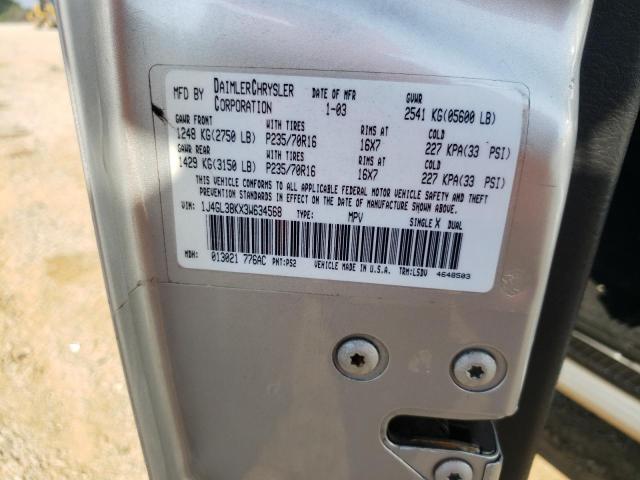 MFD BY DAIMLERCHRYSLER CORPORATION DATE OF MFR 1-03 GVWR 2541 KG(05600 LB)
GAWR FRONT WITH TIRES RIMS AT COLD
1248 KG(2750 LB) P235/70R16 16X7 227 KPA(33 PSI)
GAWR REAR WITH TIRES RIMS AT COLD
1429 KG(3150 LB) P235/70R16 16X7 227 KPA(33 PSI)
THIS VEHICLE CONFORMS TO ALL APPLICABLE FEDERAL MOTOR VEHICLE SAFETY AND THEFT
PREVENTION STANDARDS IN EFFECT ON THE DATE OF MANUFACTURE SHOWN ABOVE.
VIN: 1J4GL38KX3W634568 TYPE: MPV SINGLE X DUAL
MDH: 013021 776AC PNT:PS2 VEHICLE MADE IN U.S.A. TRM:L5DV 4648503